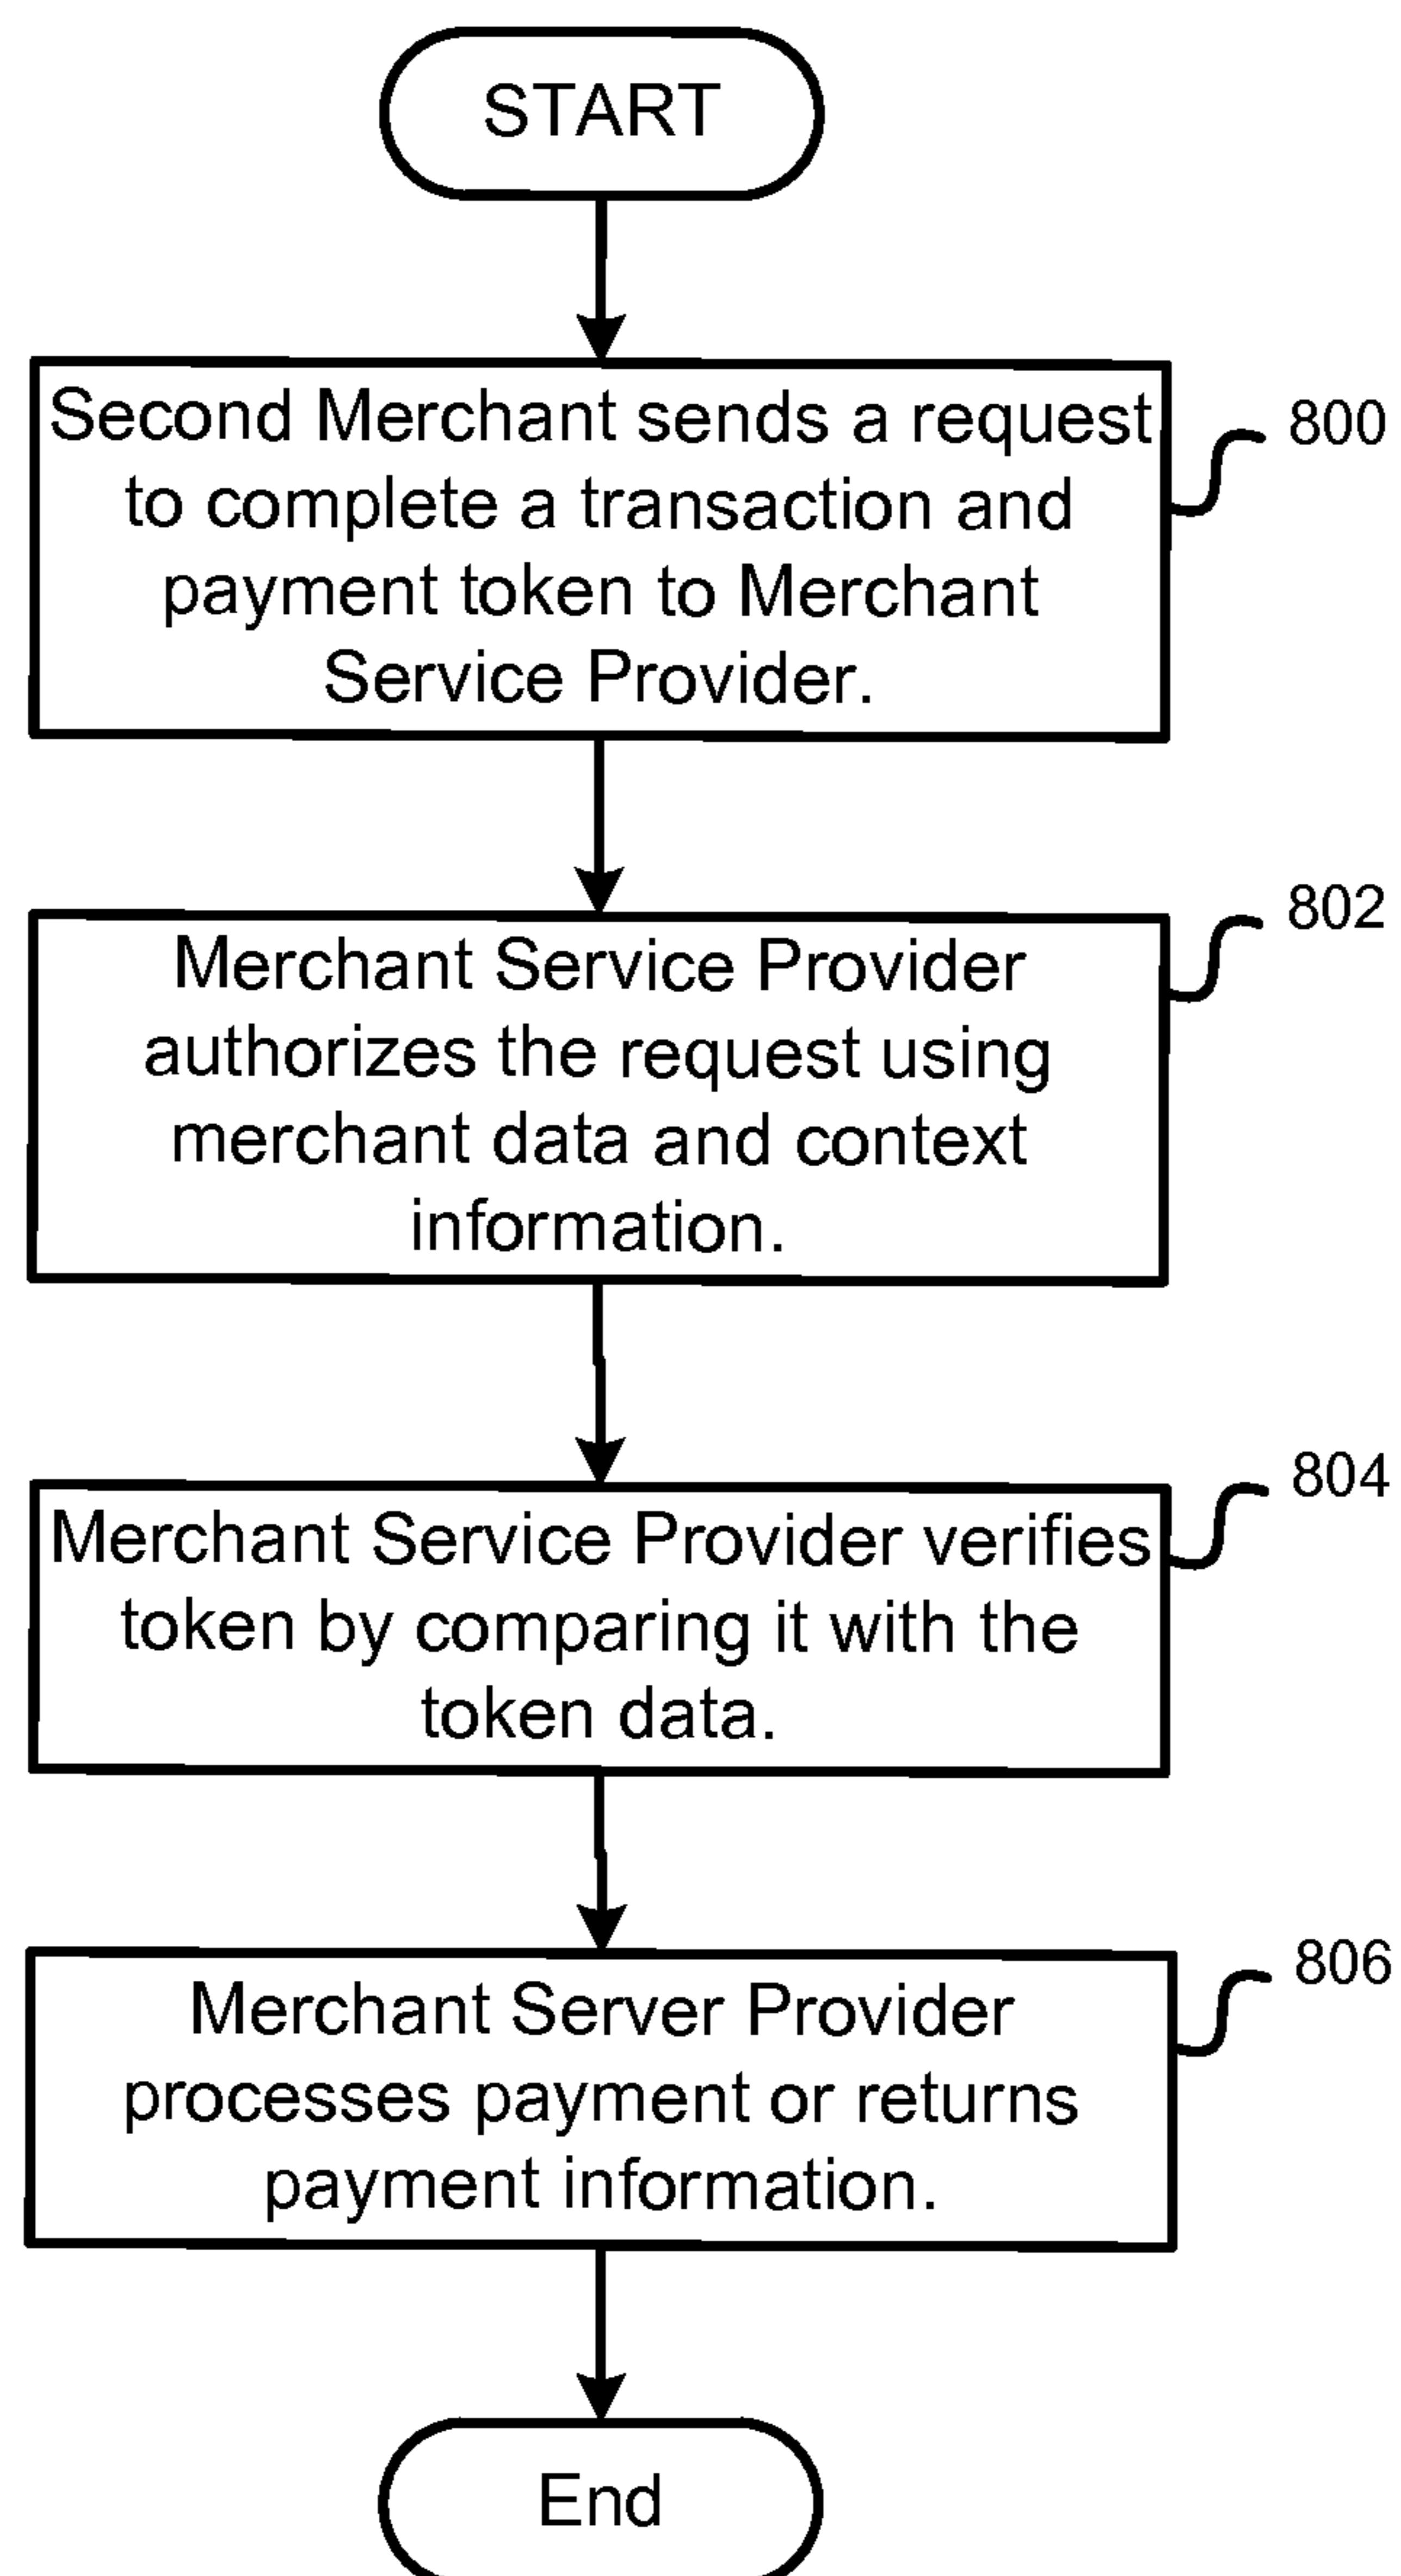 START
Second Merchant sends a request
to complete a transaction and
payment token to Merchant
Service Provider.
800
Merchant Service Provider
authorizes the request using
merchant data and context
information.
802
Merchant Service Provider verifies
token by comparing it with the
token data.
804
Merchant Server Provider
processes payment or returns
payment information.
806
End